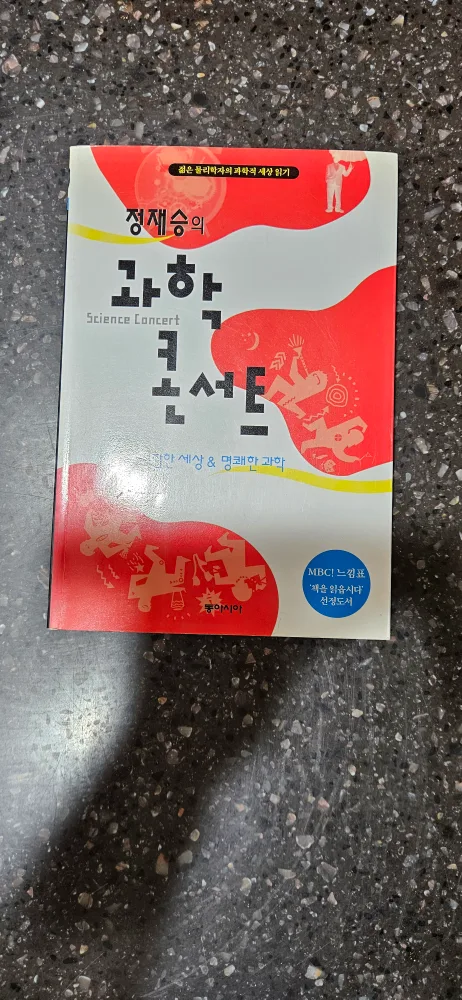 젊은 물리학자의 과학적 세상 읽기
정재승의
과학
Science Concert
콘서트
세상 & 명쾌한 과학
MBC! 느낌표
'책을 읽읍시다'
선정도서
동아시아